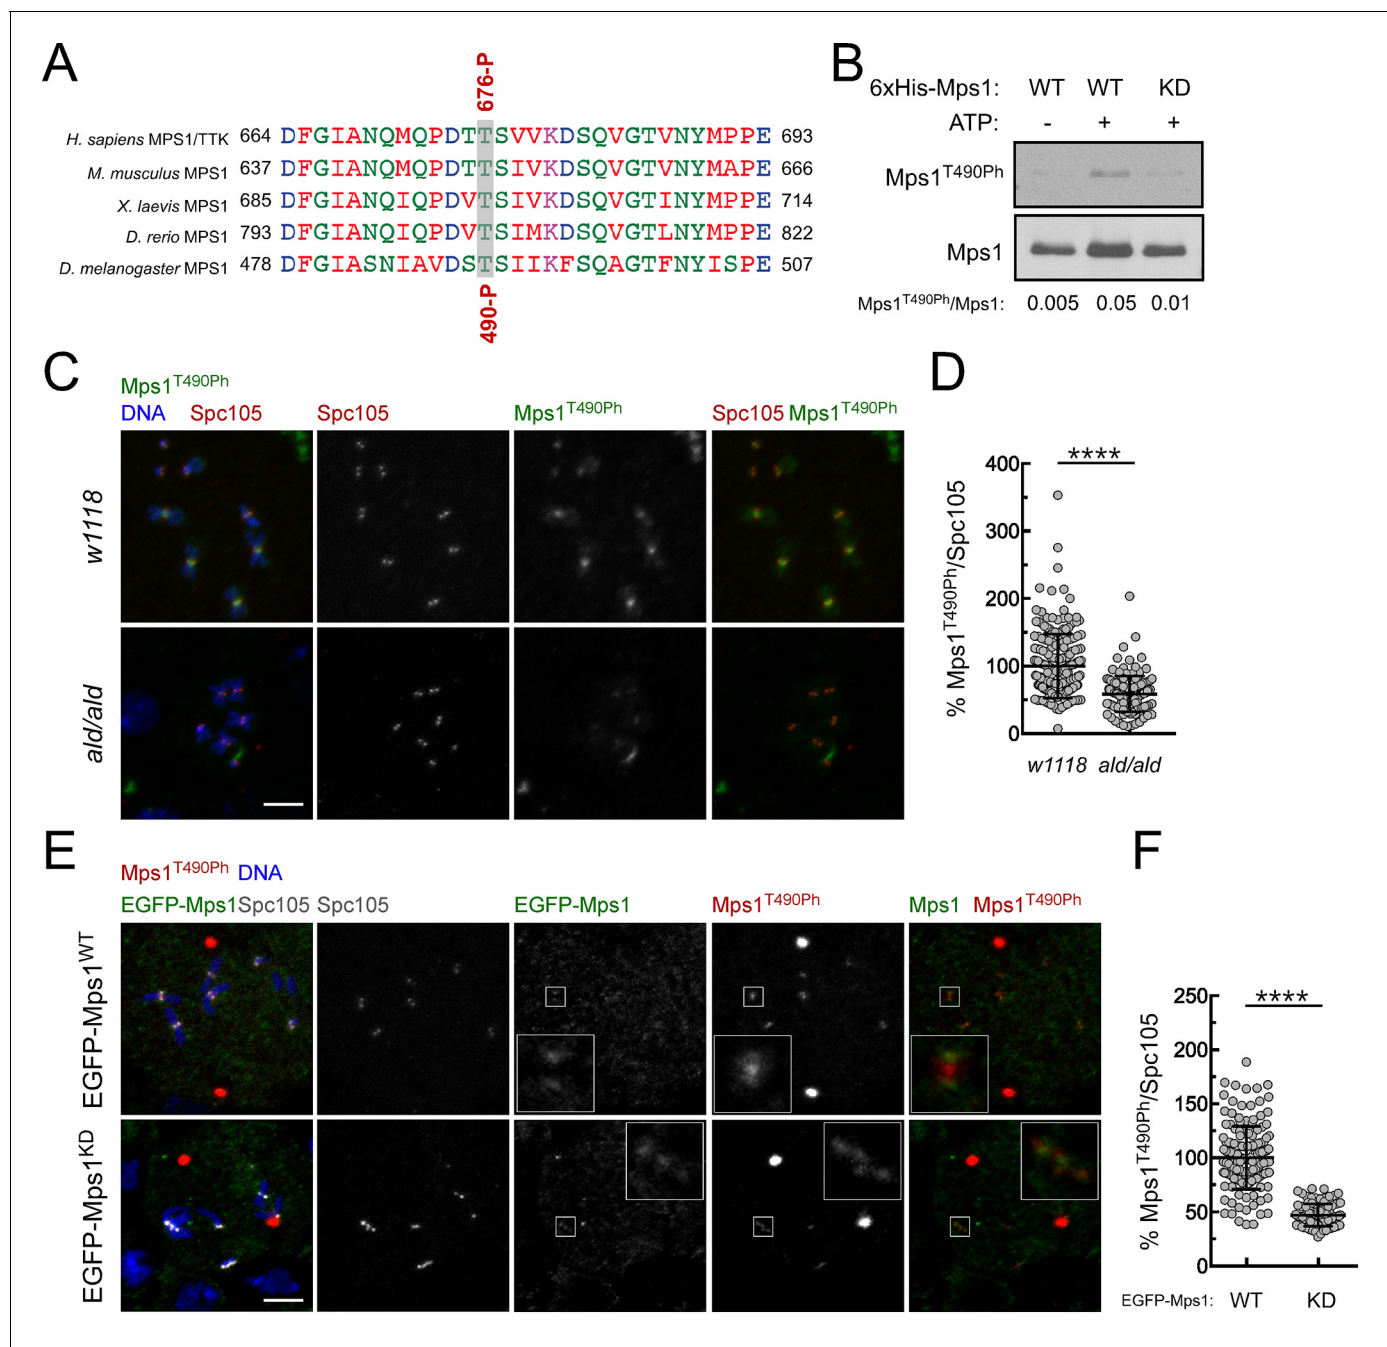 A
676-P
H. sapiens MPS1/TTK 664 DFGIANQMQPDTTSVVKDSQVGTVNYMPPE 693
M. musculus MPS1 637 DFGIANQMQPDTTSIVKDSQVGTVNYMAPE 666
X. laevis MPS1 685 DFGIANQIQPDVTSIVKDSQVGTINYMPPE 714
D. rerio MPS1 793 DFGIANQIQPDVTSIMKDSQVGTLNYMPPE 822
D. melanogaster MPS1 478 DFGIASNIAVDSTSIIKFSQAGTFNYISPE 507
490-P
B
6xHis-Mps1: WT WT KD
ATP: - + +
Mps1T490Ph
Mps1
Mps1T490Ph/Mps1: 0.005 0.05 0.01
C
Mps1T490Ph
DNA Spc105 Spc105 Mps1T490Ph Spc105 Mps1T490Ph
w1118
ald/ald
D
% Mps1T490Ph/Spc105
400
300
200
100
0
****
w1118 ald/ald
E
Mps1T490Ph DNA
EGFP-Mps1 Spc105 Spc105 EGFP-Mps1 Mps1T490Ph Mps1 Mps1T490Ph
EGFP-Mps1WT
EGFP-Mps1KD
F
% Mps1T490Ph/Spc105
250
200
150
100
50
0
****
EGFP-Mps1: WT KD